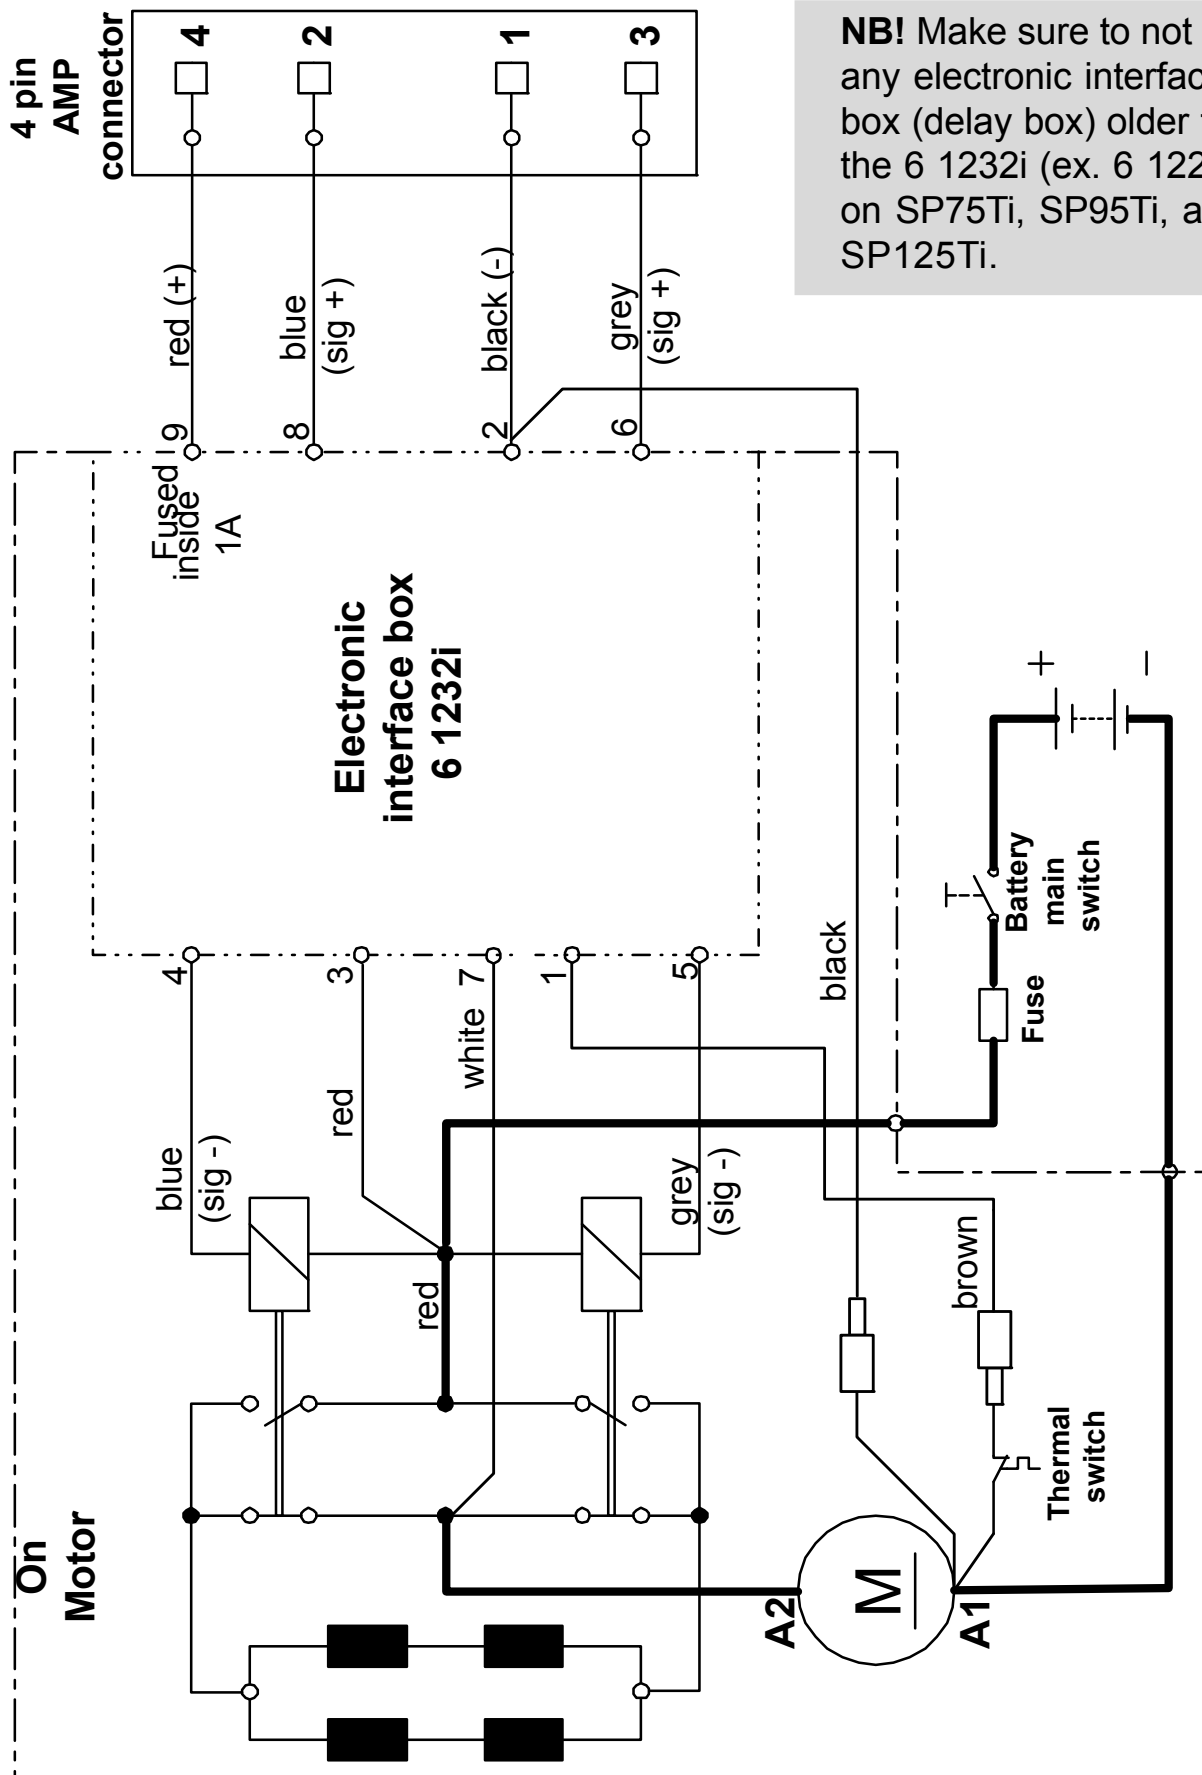 4 pin
AMP
connector
4
2
1
3
NB! Make sure to not
any electronic
box (delay box) older
the 6 1232i (ex. 6
on SP75Ti, SP95Ti,
SP125Ti.
red (+)
blue
(sig +)
black (-)
grey
(sig +)
9
8
2
6
Fused
inside
1A
Electronic
interface box
6 1232i
+
−
Battery
main
switch
Fuse
4
3
7
1
5
black
blue
(sig -)
red
white
grey
(sig -)
red
brown
Thermal
switch
On
Motor
A2
M
A1